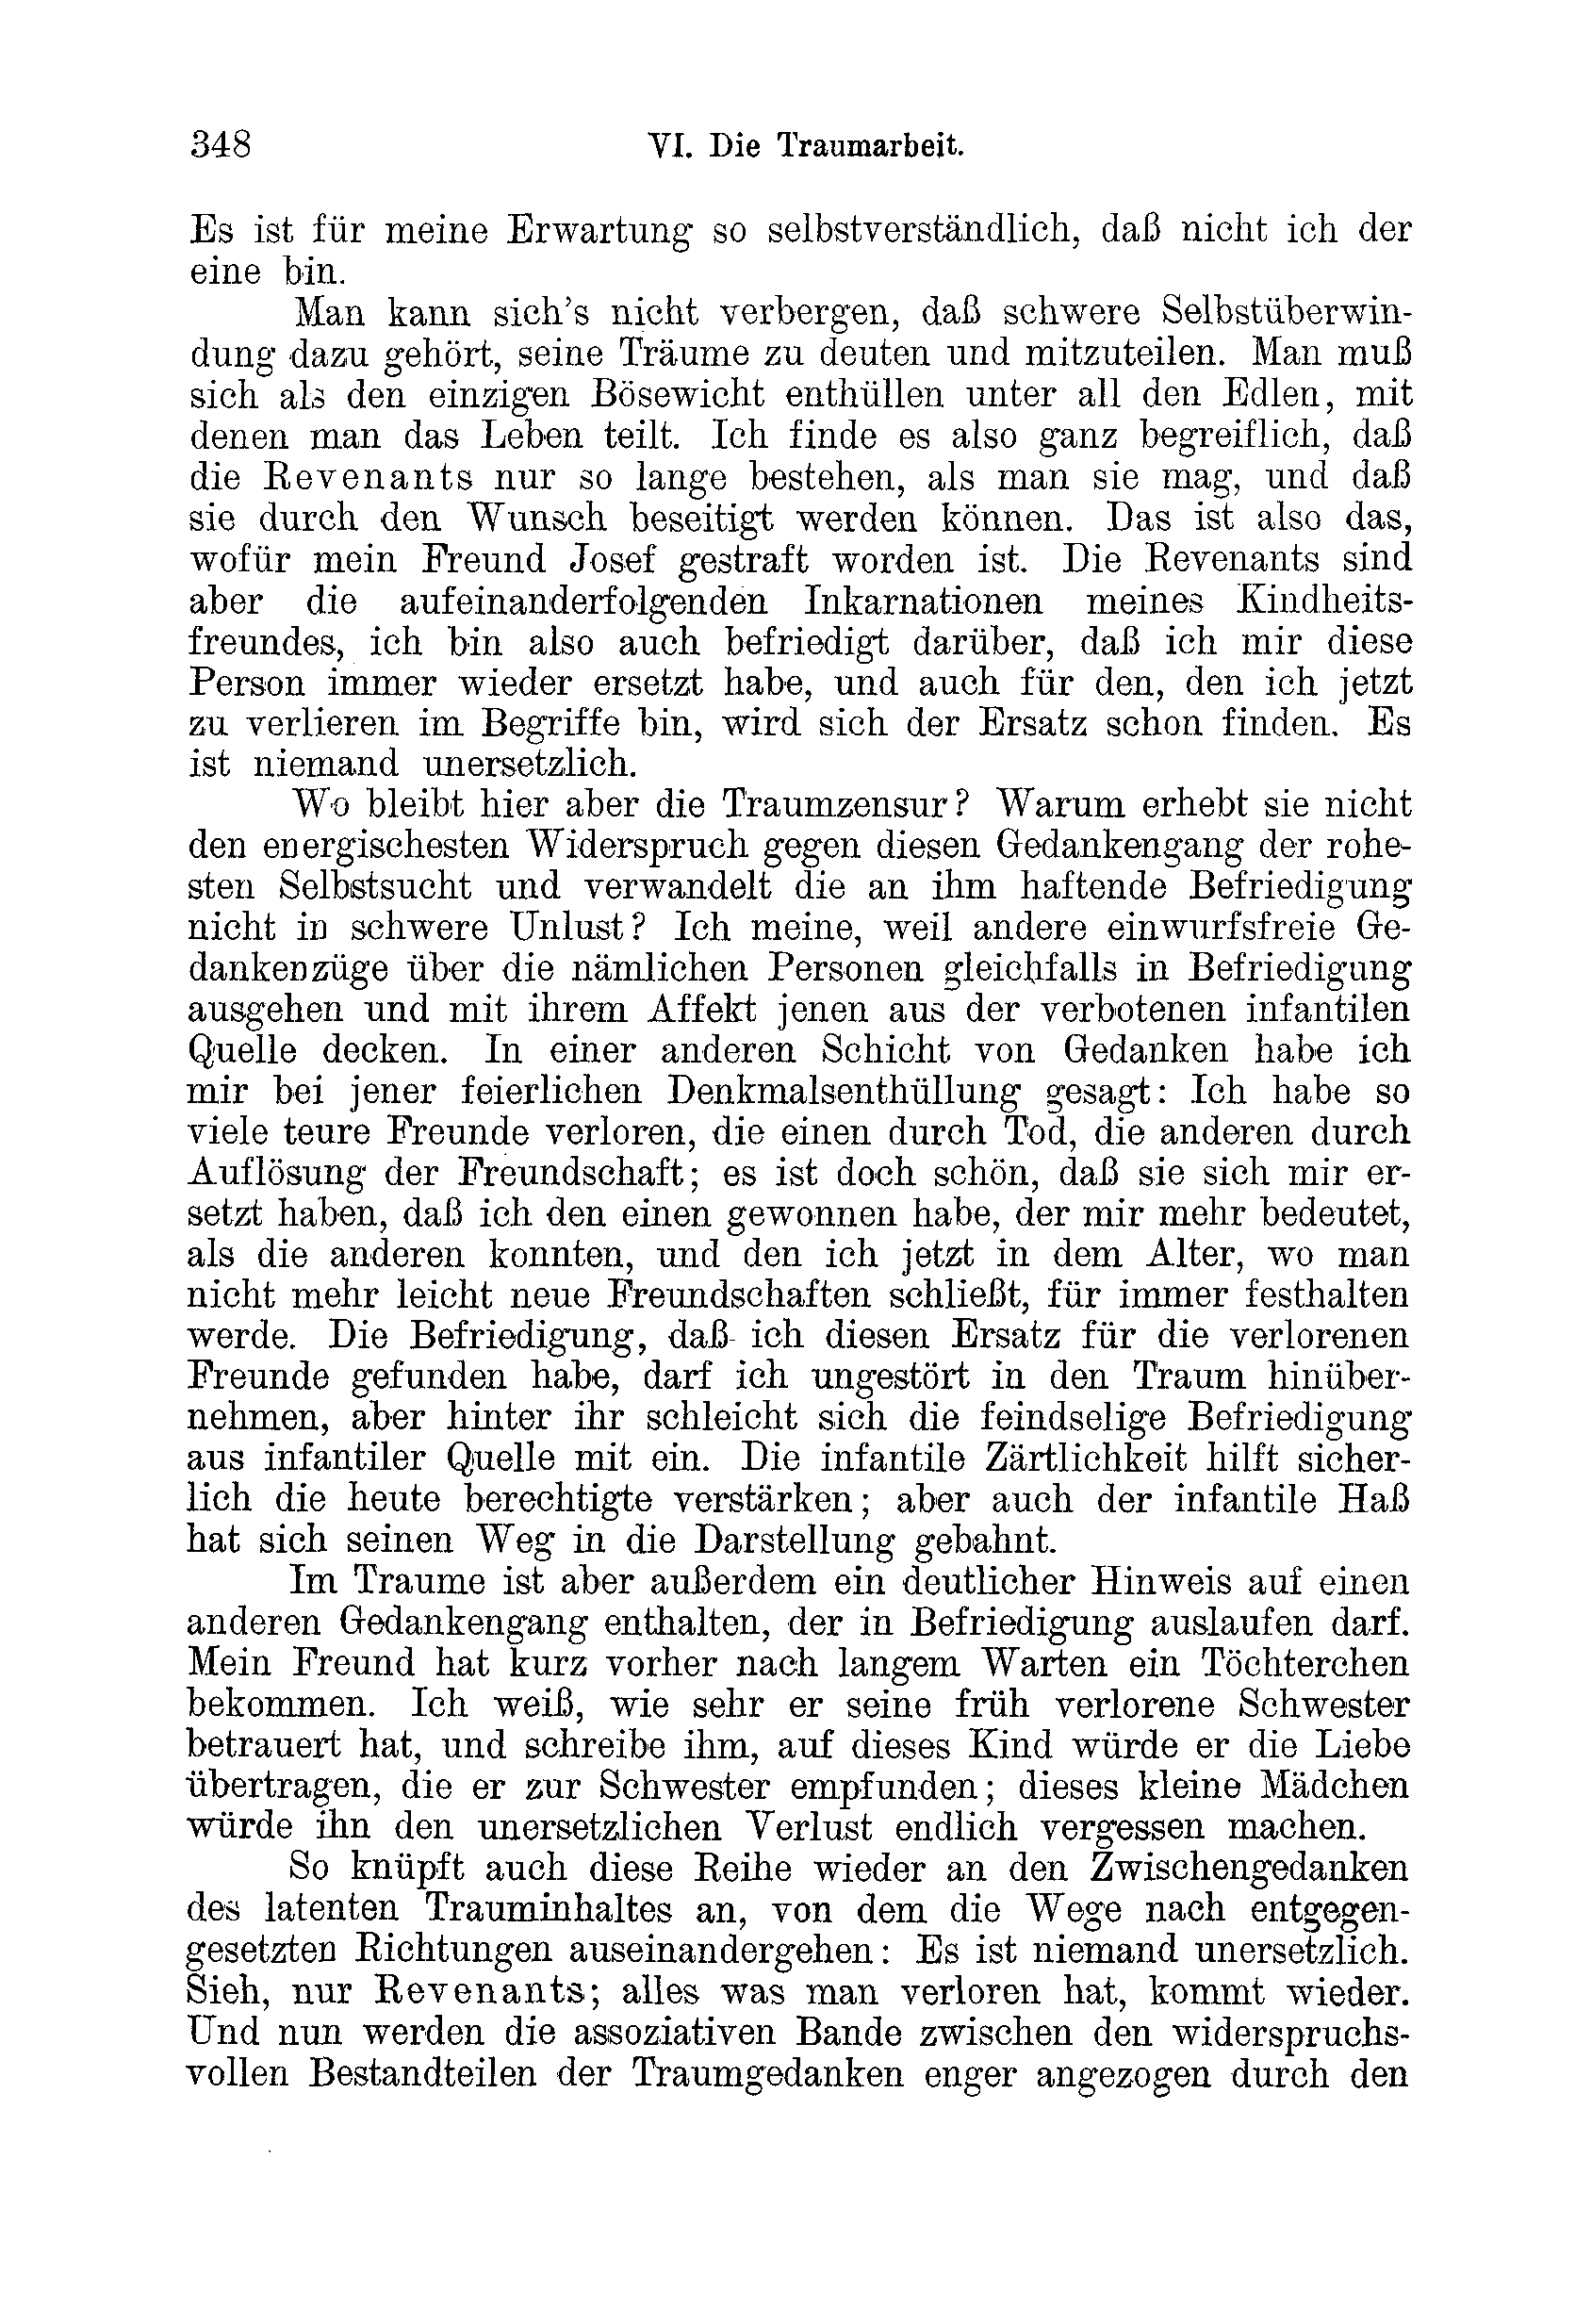 348
VI. Die Traumarbeit.
Es ist für meine Erwartung so selbstverständlich, daß nicht ich der
eine bin.
Man kann sich's nicht verbergen, daß schwere Selbstüberwin-
dung dazu gehört, seine Träume zu deuten und mitzuteilen. Man muß
sich als den einzigen Bösewicht enthüllen unter all den Edlen, mit
denen man das Leben teilt. Ich finde es also ganz begreiflich, daß
die Revenants nur so lange bestehen, als man sie mag, und daß
sie durch den Wunsch beseitigt werden können. Das ist also das,
wofür mein Freund Josef gestraft worden ist. Die Revenants sind
aber die aufeinanderfolgenden Inkarnationen meines Kindheits-
freundes, ich bin also auch befriedigt darüber, daß ich mir diese
Person immer wieder ersetzt habe, und auch für den, den ich jetzt
zu verlieren im Begriffe bin, wird sich der Ersatz schon finden. Es
ist niemand unersetzlich.
Wo bleibt hier aber die Traumzensur? Warum erhebt sie nicht
den energischesten Widerspruch gegen diesen Gedankengang der rohe-
sten Selbstsucht und verwandelt die an ihm haftende Befriedigung
nicht in schwere Unlust? Ich meine, weil andere einwurfsfreie Ge-
dankenzüge über die nämlichen Personen gleichfalls in Befriedigung
ausgehen und mit ihrem Affekt jenen aus der verbotenen infantilen
Quelle decken. In einer anderen Schicht von Gedanken habe ich
mir bei jener feierlichen Denkmalsenthüllung gesagt: Ich habe so
viele teure Freunde verloren, die einen durch Tod, die anderen durch
Auflösung der Freundschaft; es ist doch schön, daß sie sich mir er-
setzt haben, daß ich den einen gewonnen habe, der mir mehr bedeutet,
als die anderen konnten, und den ich jetzt in dem Alter, wo man
nicht mehr leicht neue Freundschaften schließt, für immer festhalten
werde. Die Befriedigung, daß ich diesen Ersatz für die verlorenen
Freunde gefunden habe, darf ich ungestört in den Traum hinüber-
nehmen, aber hinter ihr schleicht sich die feindselige Befriedigung
aus infantiler Quelle mit ein. Die infantile Zärtlichkeit hilft sicher-
lich die heute berechtigte verstärken; aber auch der infantile Haß
hat sich seinen Weg in die Darstellung gebahnt.
Im Traume ist aber außerdem ein deutlicher Hinweis auf einen
anderen Gedankengang enthalten, der in Befriedigung auslaufen darf.
Mein Freund hat kurz vorher nach langem Warten ein Töchterchen
bekommen. Ich weiß, wie sehr er seine früh verlorene Schwester
betrauert hat, und schreibe ihm, auf dieses Kind würde er die Liebe
übertragen, die er zur Schwester empfunden; dieses kleine Mädchen
würde ihn den unersetzlichen Verlust endlich vergessen machen.
So knüpft auch diese Reihe wieder an den Zwischengedanken
des latenten Trauminhaltes an, von dem die Wege nach entgegen-
gesetzten Richtungen auseinandergehen: Es ist niemand unersetzlich.
Sieh, nur Revenants; alles was man verloren hat, kommt wieder.
Und nun werden die assoziativen Bande zwischen den widerspruchs-
vollen Bestandteilen der Traumgedanken enger angezogen durch den